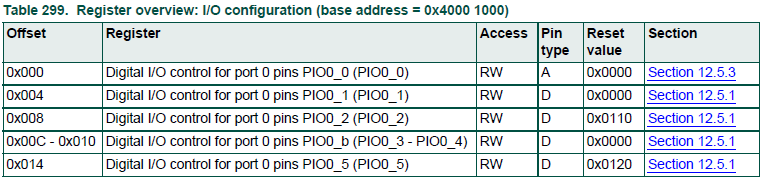 Table 299. Register overview: I/O configuration (base address = 0x4000 1000)
Offset Register Access Pin type Reset value Section
0x000 Digital I/O control for port 0 pins PIO0_0 (PIO0_0) RW A 0x0000 Section 12.5.3
0x004 Digital I/O control for port 0 pins PIO0_1 (PIO0_1) RW D 0x0000 Section 12.5.1
0x008 Digital I/O control for port 0 pins PIO0_2 (PIO0_2) RW D 0x0110 Section 12.5.1
0x00C - 0x010 Digital I/O control for port 0 pins PIO0_b (PIO0_3 - PIO0_4) RW D 0x0000 Section 12.5.1
0x014 Digital I/O control for port 0 pins PIO0_5 (PIO0_5) RW D 0x0120 Section 12.5.1